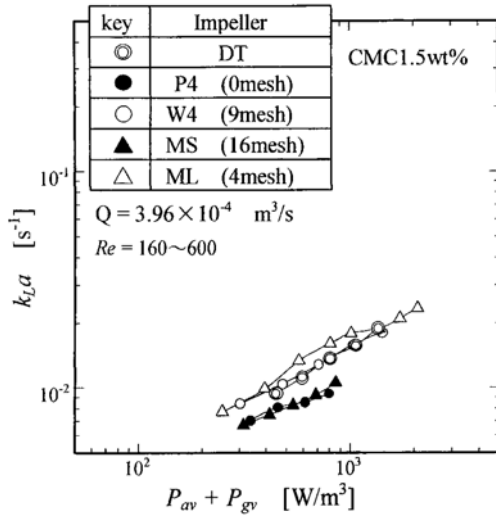 key Impeller
DT
P4 (0mesh)
W4 (9mesh)
MS (16mesh)
ML (4mesh)
CMC1.5wt%
Q = 3.96×10⁻⁴ m³/s
Re = 160~600
10⁻¹
10⁻²
k_La [s⁻¹]
10² 10³
P_av + P_gv [W/m³]